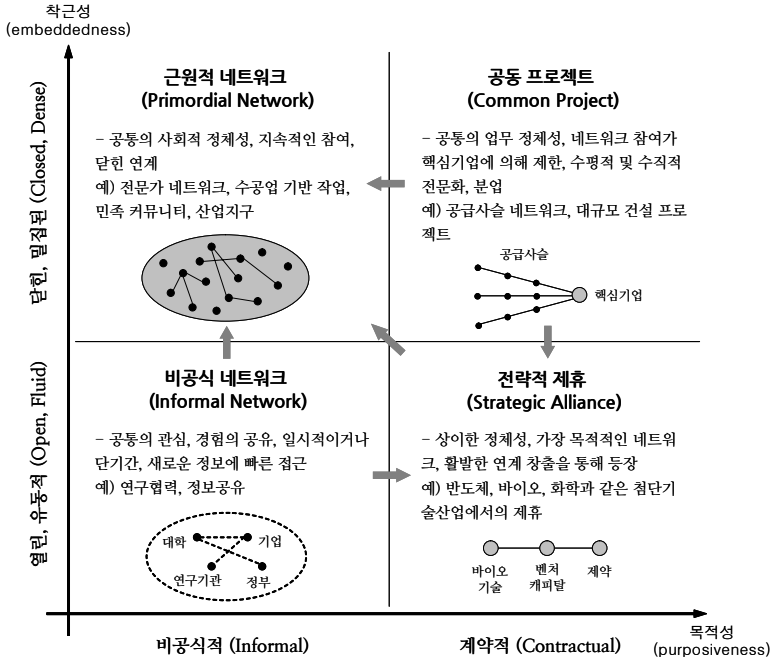 착근성
(embeddedness)
닫힌, 밀집된 (Closed, Dense)
근원적 네트워크
(Primordial Network)
- 공통의 사회적 정체성, 지속적인 참여,
닫힌 연계
예) 전문가 네트워크, 수공업 기반 작업,
민족 커뮤니티, 산업지구
공동 프로젝트
(Common Project)
- 공통의 업무 정체성, 네트워크 참여가
핵심기업에 의해 제한, 수평적 및 수직적
전문화, 분업
예) 공급사슬 네트워크, 대규모 건설 프로
젝트
공급사슬
핵심기업
열린, 유동적 (Open, Fluid)
비공식 네트워크
(Informal Network)
- 공통의 관심, 경험의 공유, 일시적이거나
단기간, 새로운 정보에 빠른 접근
예) 연구협력, 정보공유
대학
기업
연구기관
정부
전략적 제휴
(Strategic Alliance)
- 상이한 정체성, 가장 목적적인 네트워
크, 활발한 연계 창출을 통해 등장
예) 반도체, 바이오, 화학과 같은 첨단기
술산업에서의 제휴
바이오
기술
벤처
캐피탈
제약
비공식적 (Informal)
계약적 (Contractual)
목적성
(purposiveness)